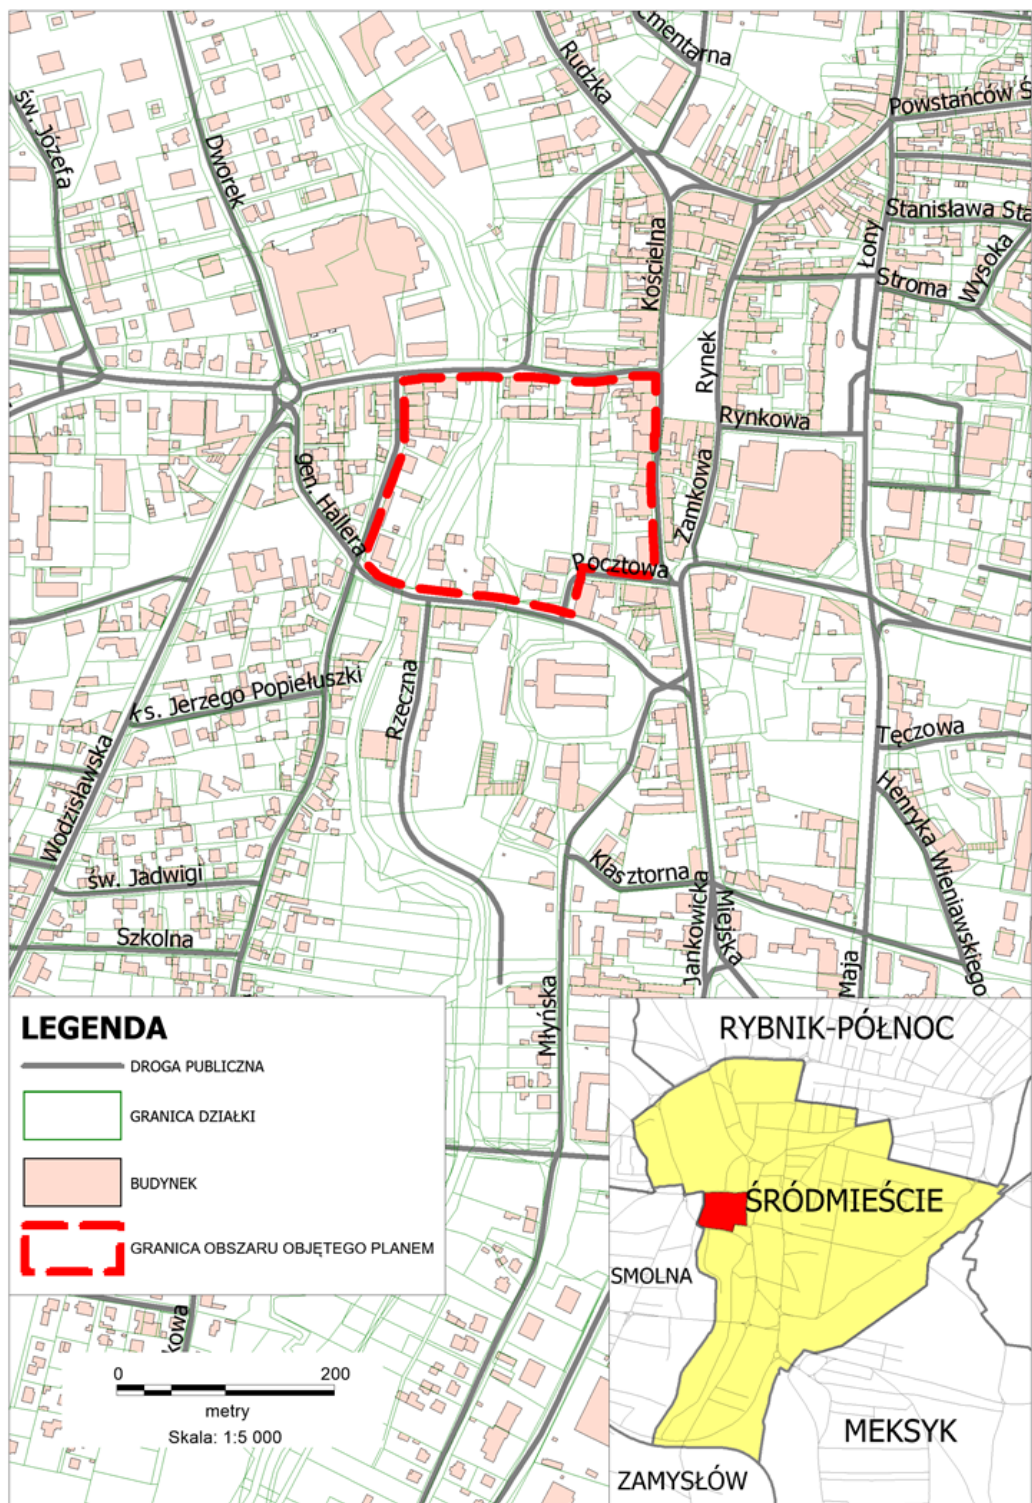 Cmentarna
Rudzka
Powstańców Ś
św. Józefa
Dworek
Stanisława Sta
Kościelna
Łony
Wysoka
Stroma
Rynek
Rynkowa
gen. Hallera
Zamkowa
Pocztowa
ks. Jerzego Popiełuszki
Rzeczna
Tęczowa
Wodzisławska
Henryka Wieniawskiego
Klasztorna
św. Jadwigi
Jankowicka
Miejska
Szkolna
Maja
Młyńska
LEGENDA
DROGA PUBLICZNA
GRANICA DZIAŁKI
BUDYNEK
GRANICA OBSZARU OBJĘTEGO PLANEM
kowa
0 200
metry
Skala: 1:5 000
RYBNIK-PÓŁNOC
ŚRÓDMIEŚCIE
SMOLNA
MEKSYK
ZAMYSŁÓW